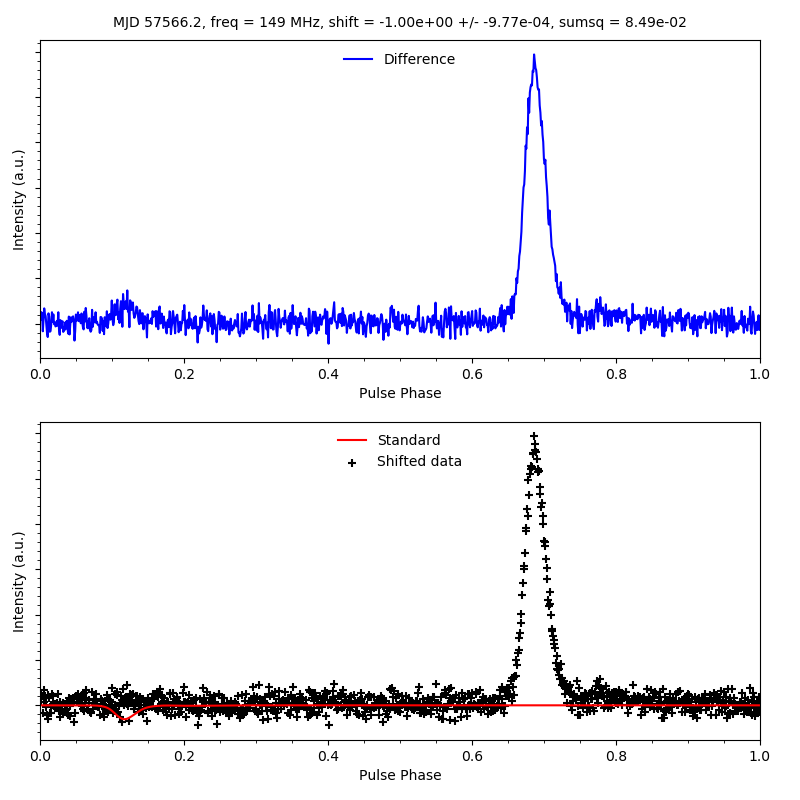 MJD 57566.2, freq = 149 MHz, shift = -1.00e+00 +/- -9.77e-04, sumsq = 8.49e-02
Difference
Intensity (a.u.)
0.0 0.2 0.4 0.6 0.8 1.0
Pulse Phase
Standard
Shifted data
Intensity (a.u.)
0.0 0.2 0.4 0.6 0.8 1.0
Pulse Phase